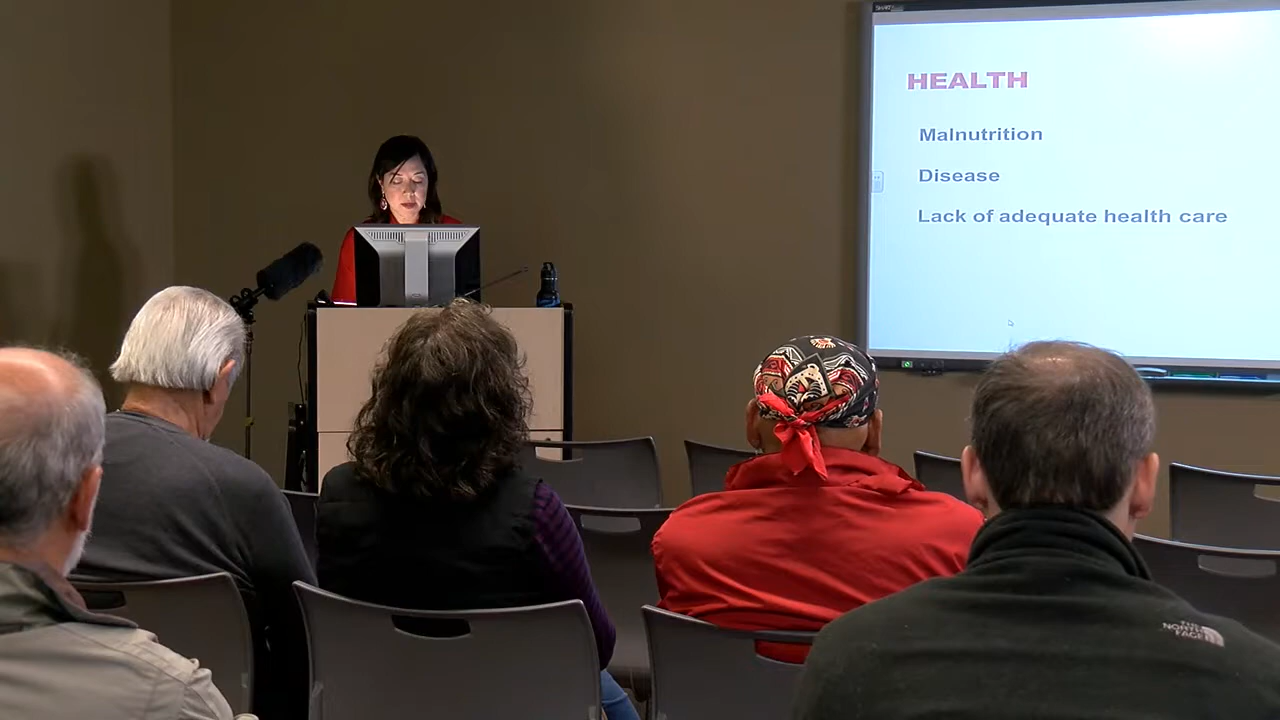 HEALTH
Malnutrition
Disease
Lack of adequate health care
THE
NORTH
FACE